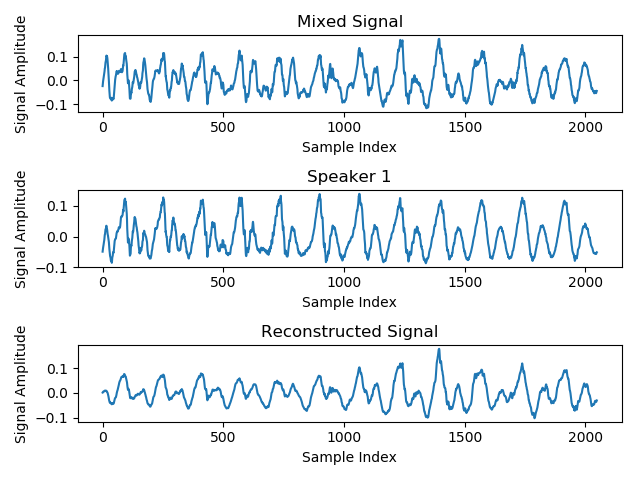 Mixed Signal
Signal Amplitude
0.1
0.0
−0.1
0 500 1000 1500 2000
Sample Index
Speaker 1
Signal Amplitude
0.1
0.0
−0.1
0 500 1000 1500 2000
Sample Index
Reconstructed Signal
Signal Amplitude
0.1
0.0
−0.1
0 500 1000 1500 2000
Sample Index